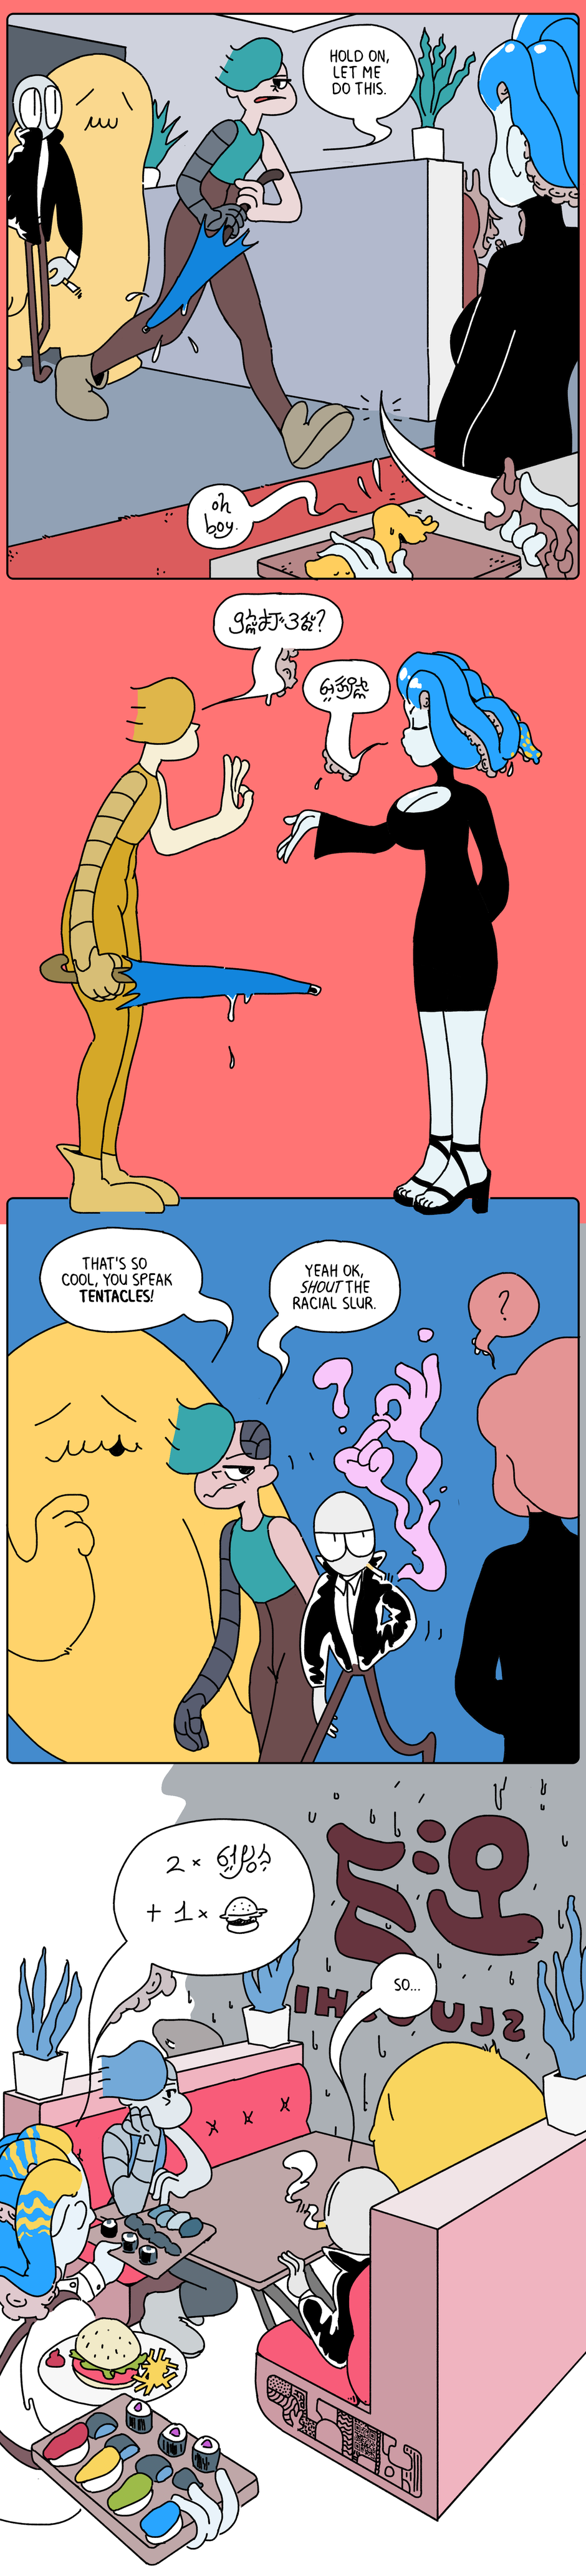 HOLD ON,
LET ME
DO THIS.
oh
boy.
THAT'S SO
COOL, YOU SPEAK
TENTACLES!
YEAH OK,
SHOUT THE
RACIAL SLUR.
?
2 ×
+ 1 ×
SO...